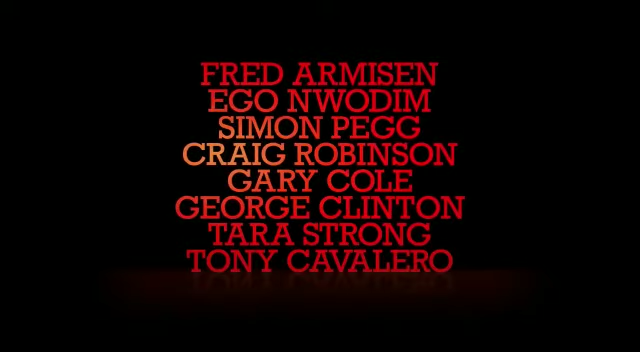 FRED ARMISEN
EGO NWODIM
SIMON PEGG
CRAIG ROBINSON
GARY COLE
GEORGE CLINTON
TARA STRONG
TONY CAVALERO